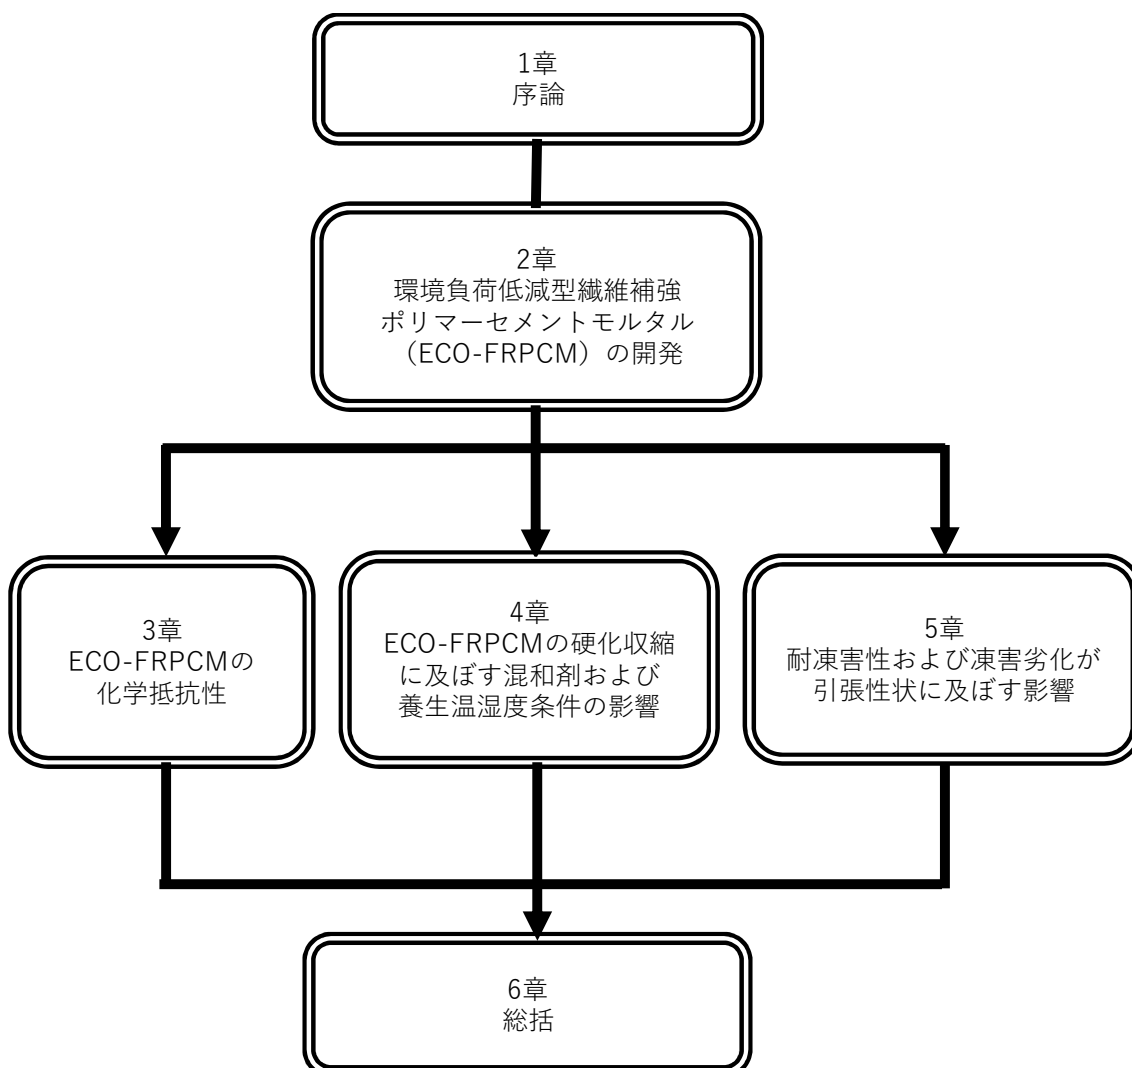 1章
序論
2章
環境負荷低減型繊維補強
ポリマーセメントモルタル
（ECO-FRPCM）の開発
3章
ECO-FRPCMの
化学抵抗性
4章
ECO-FRPCMの硬化収縮
に及ぼす混和剤および
養生温湿度条件の影響
5章
耐凍害性および凍害劣化が
引張性状に及ぼす影響
6章
総括